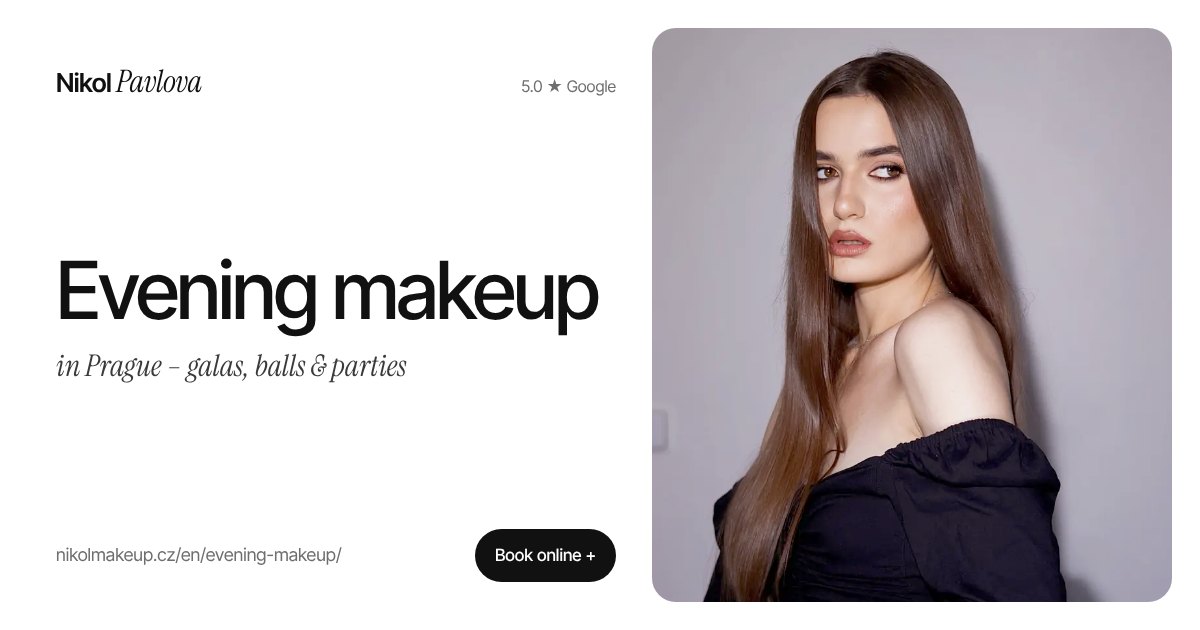 Nikol Pavlova
5.0 ★ Google
Evening makeup
in Prague – galas, balls & parties
nikolmakeup.cz/en/evening-makeup/
Book online +